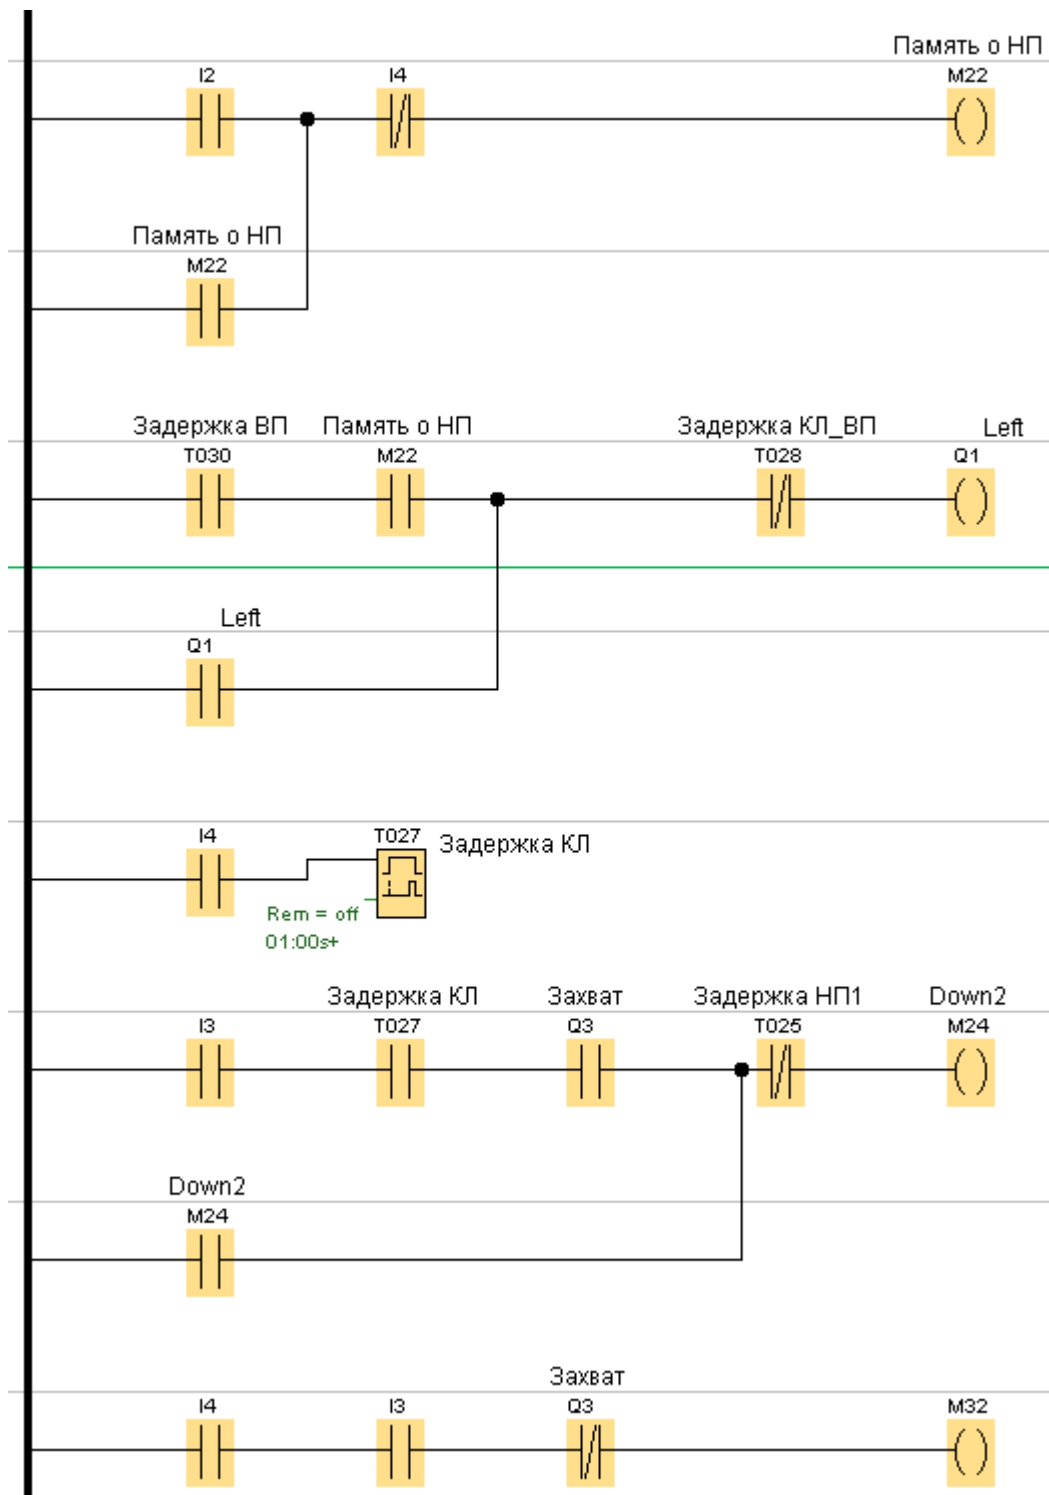 Память о НП
I2 I4 M22
Память о НП
M22
Задержка ВП Память о НП Задержка КЛ_ВП Left
T030 M22 T028 Q1
Left
Q1
I4 T027 Задержка КЛ
Rem = off
01:00s+
Задержка КЛ Захват Задержка НП1 Down2
I3 T027 Q3 T025 M24
Down2
M24
Захват
I4 I3 Q3 M32